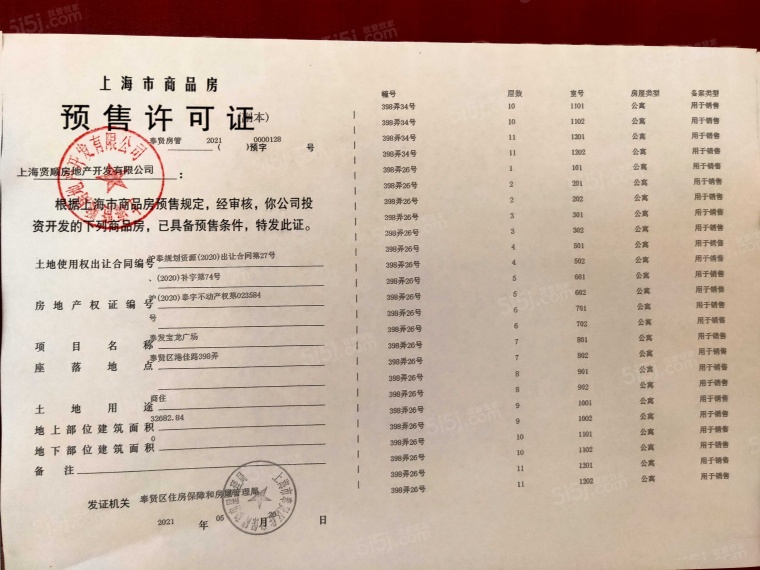 上海市商品房
预售许可证(副本)
奉贤房管 2021 0000128
( )预字 号
上海贤顺房地产开发有限公司:
根据上海市商品房预售规定,经审核,你公司投
资开发的下列商品房,已具备预售条件,特发此证。
土地使用权出让合同编号 沪奉规划资源(2020)出让合同第27号
、(2020)补字第74号
房地产权证编号 沪(2020)奉字不动产权第023584
号
项目名称 奉发宝龙广场
座落地点 奉贤区港佳路398弄
土地用途 商住
地上部位建筑面积 32682.84
地下部位建筑面积 0
备注
发证机关 奉贤区住房保障和房屋管理局
2021 年 05 月 20 日
幢号 层数 室号 房屋类型 备案类型
398弄34号 10 1101 公寓 用于销售
398弄34号 10 1102 公寓 用于销售
398弄34号 11 1201 公寓 用于销售
398弄34号 11 1202 公寓 用于销售
398弄26号 1 101 公寓 用于销售
398弄26号 2 201 公寓 用于销售
398弄26号 2 202 公寓 用于销售
398弄26号 3 301 公寓 用于销售
398弄26号 3 302 公寓 用于销售
398弄26号 4 501 公寓 用于销售
398弄26号 4 502 公寓 用于销售
398弄26号 5 601 公寓 用于销售
398弄26号 5 602 公寓 用于销售
398弄26号 6 701 公寓 用于销售
398弄26号 6 702 公寓 用于销售
398弄26号 7 801 公寓 用于销售
398弄26号 7 802 公寓 用于销售
398弄26号 8 901 公寓 用于销售
398弄26号 8 902 公寓 用于销售
398弄26号 9 1001 公寓 用于销售
398弄26号 9 1002 公寓 用于销售
398弄26号 10 1101 公寓 用于销售
398弄26号 10 1102 公寓 用于销售
398弄26号 11 1201 公寓 用于销售
398弄26号 11 1202 公寓 用于销售